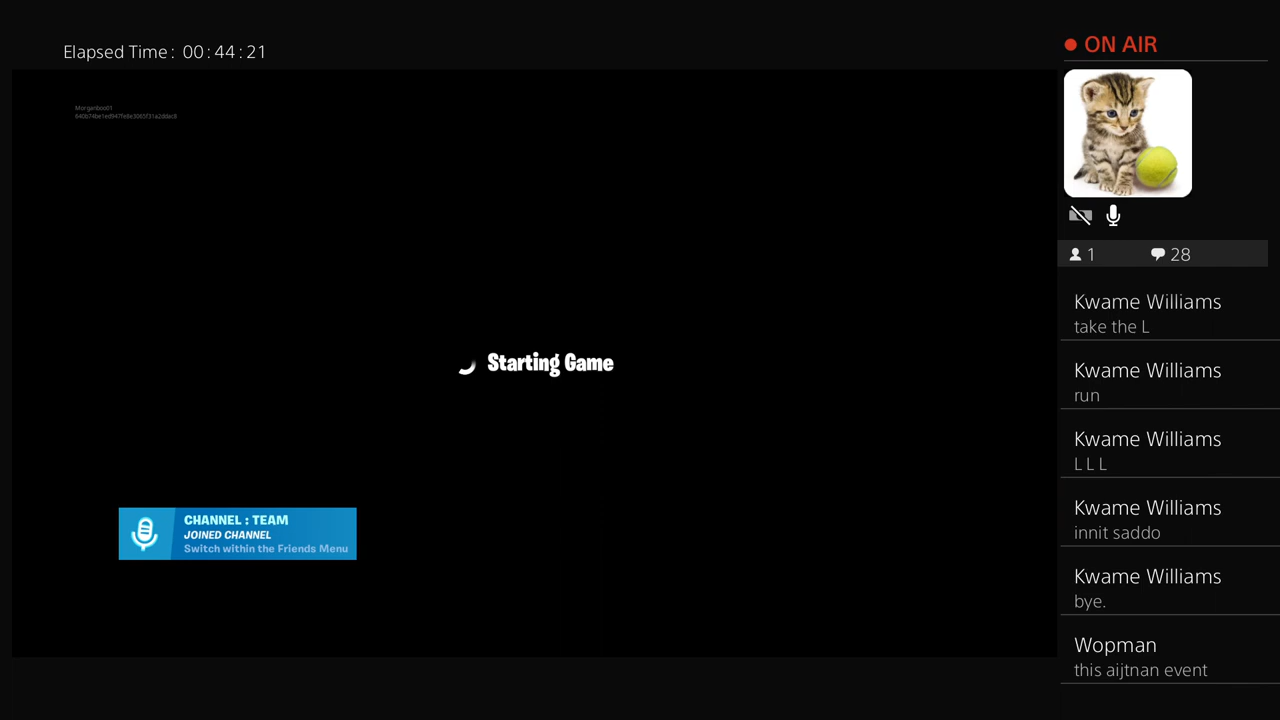 Elapsed Time: 00:44:21
ON AIR
Morganboo01
1
28
Kwame Williams
take the L
Kwame Williams
run
L L L
Kwame Williams
innit saddo
Kwame Williams
bye.
Wopman
this aijtnan event
Starting Game
CHANNEL : TEAM
JOINED CHANNEL
Switch within the Friends Menu